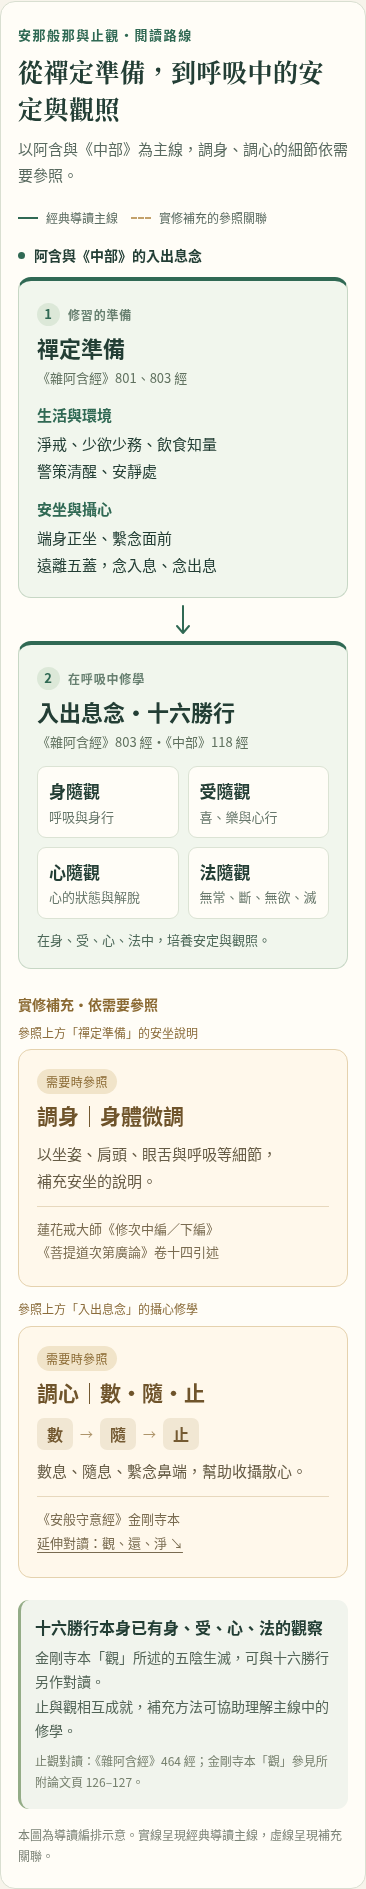 安那般那與止觀・閱讀路線
從禪定準備，到呼吸中的安
定與觀照
以阿含與《中部》為主線，調身、調心的細節依需
要參照。
經典導讀主線 實修補充的參照關聯
阿含與《中部》的入出息念
1 修習的準備
禪定準備
《雜阿含經》801、803 經
生活與環境
淨戒、少欲少務、飲食知量
警策清醒、安靜處
安坐與攝心
端身正坐、繫念面前
遠離五蓋，念入息、念出息
↓
2 在呼吸中修學
入出息念・十六勝行
《雜阿含經》803 經・《中部》118 經
身隨觀
呼吸與身行
受隨觀
喜、樂與心行
心隨觀
心的狀態與解脫
法隨觀
無常、斷、無欲、滅
在身、受、心、法中，培養安定與觀照。
實修補充・依需要參照
參照上方「禪定準備」的安坐說明
需要時參照
調身｜身體微調
以坐姿、肩頭、眼舌與呼吸等細節，
補充安坐的說明。
蓮花戒大師《修次中編／下編》
《菩提道次第廣論》卷十四引述
參照上方「入出息念」的攝心修學
需要時參照
調心｜數・隨・止
數 → 隨 → 止
數息、隨息、繫念鼻端，幫助收攝散心。
《安般守意經》金剛寺本
延伸對讀：觀、還、淨 ↘
十六勝行本身已有身、受、心、法的觀察
金剛寺本「觀」所述的五陰生滅，可與十六勝行
另作對讀。
止與觀相互成就，補充方法可協助理解主線中的
修學。
止觀對讀：《雜阿含經》464 經；金剛寺本「觀」參見所
附論文頁 126–127。
本圖為導讀編排示意。實線呈現經典導讀主線，虛線呈現補充
關聯。